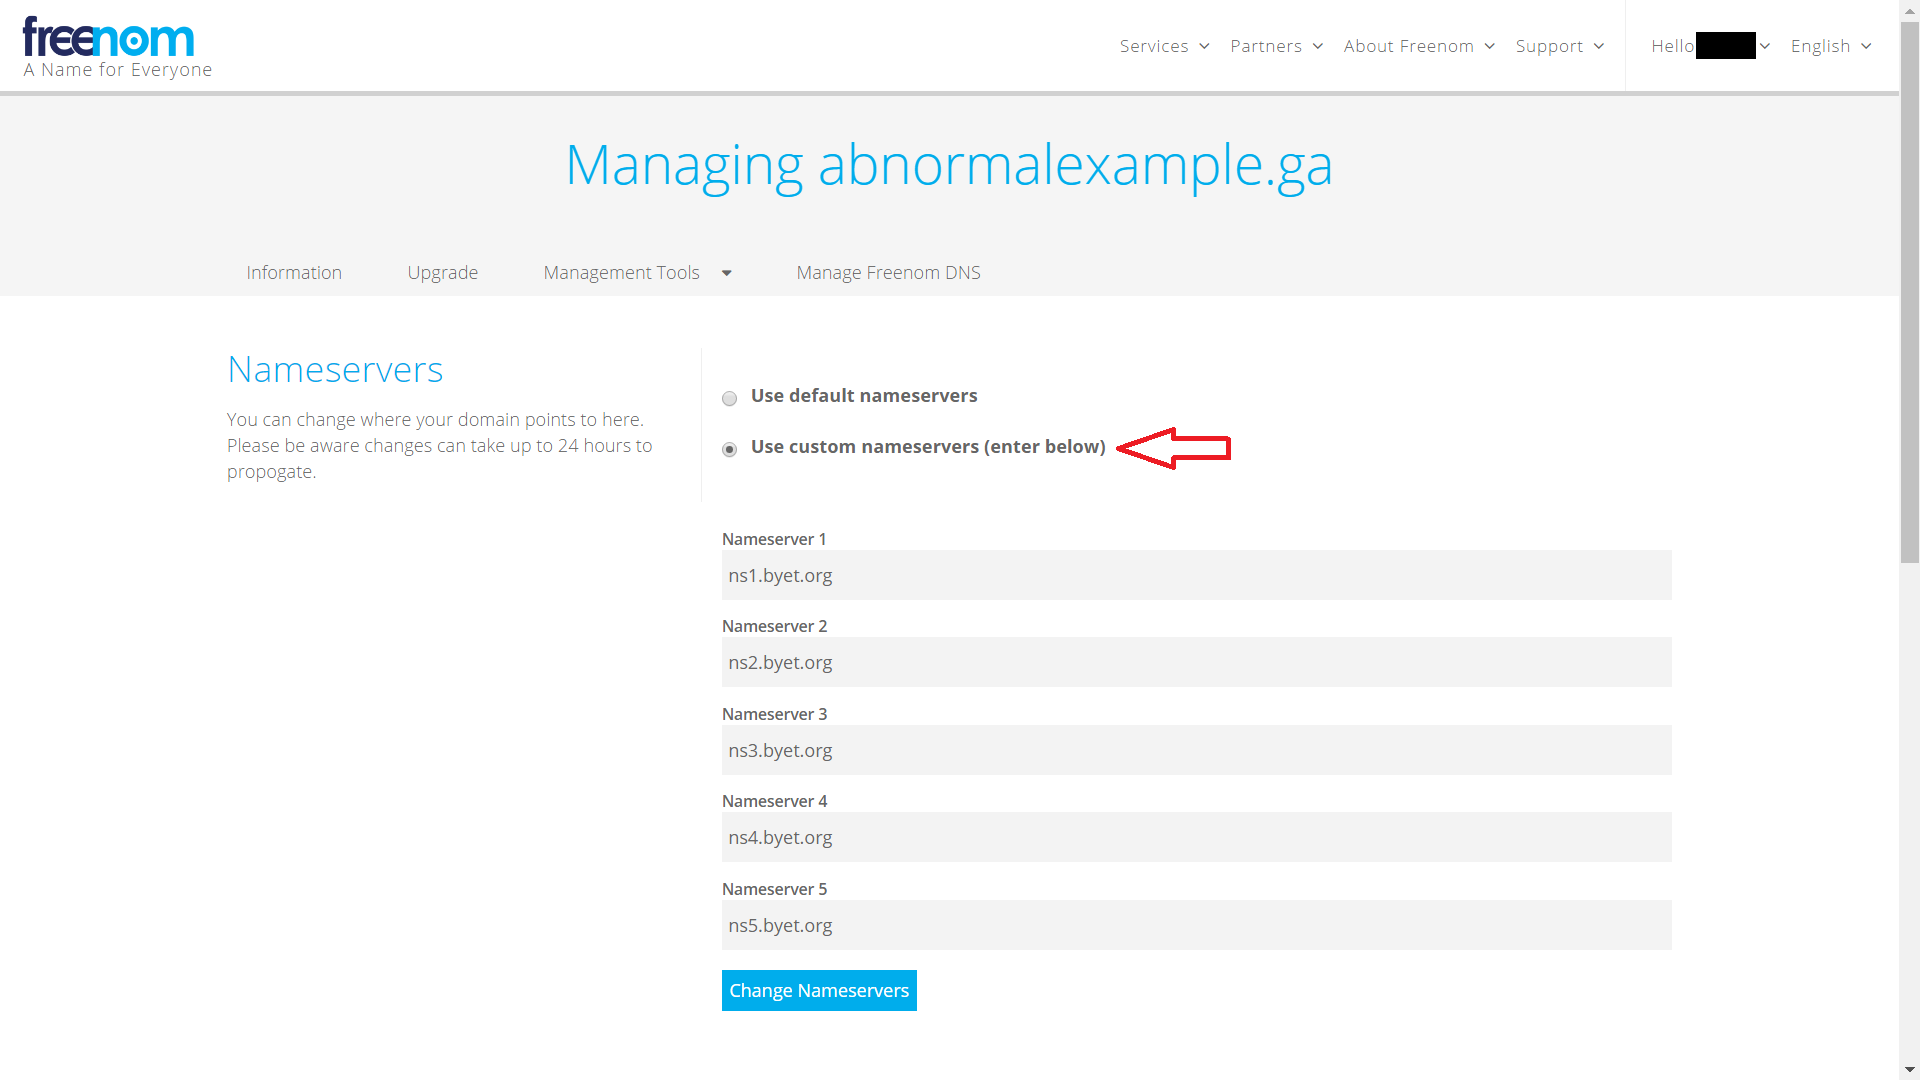 freenom
A Name for Everyone
Services
Partners
About Freenom
Support
Hello
English
Managing abnormalexample.ga
Information
Upgrade
Management Tools
Manage Freenom DNS
Nameservers
You can change where your domain points to here.
Please be aware changes can take up to 24 hours to
propogate.
Use default nameservers
Use custom nameservers (enter below)
Nameserver 1
ns1.byet.org
Nameserver 2
ns2.byet.org
Nameserver 3
ns3.byet.org
Nameserver 4
ns4.byet.org
Nameserver 5
ns5.byet.org
Change Nameservers